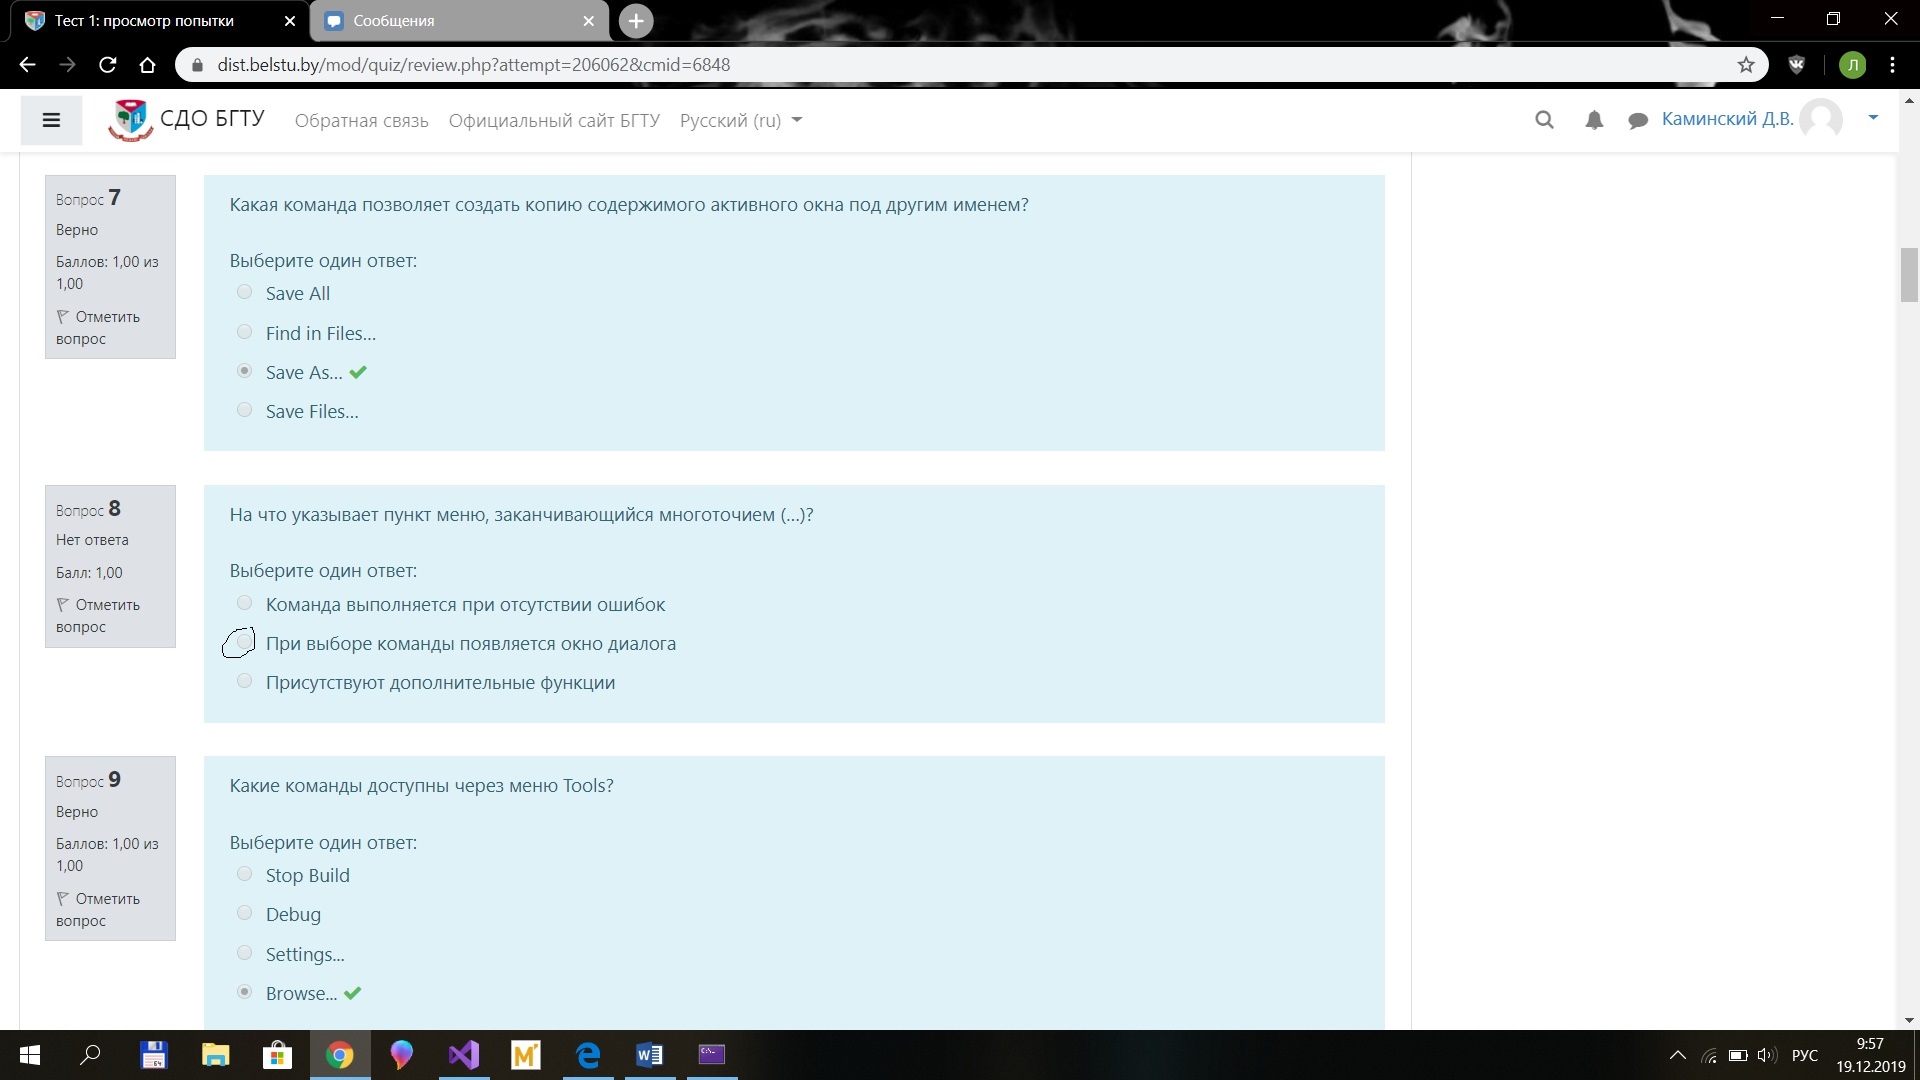 Тест 1: просмотр попытки
Сообщения
dist.belstu.by/mod/quiz/review.php?attempt=206062&cmid=6848
Л
СДО БГТУ
Обратная связь
Официальный сайт БГТУ
Русский (ru)
Каминский Д.В.
Вопрос 7
Верно
Баллов: 1,00 из
1,00
Отметить
вопрос
Какая команда позволяет создать копию содержимого активного окна под другим именем?
Выберите один ответ:
Save All
Find in Files...
Save As...
Save Files...
Вопрос 8
Нет ответа
Балл: 1,00
Отметить
вопрос
На что указывает пункт меню, заканчивающийся многоточием (...)?
Выберите один ответ:
Команда выполняется при отсутствии ошибок
При выборе команды появляется окно диалога
Присутствуют дополнительные функции
Вопрос 9
Верно
Баллов: 1,00 из
1,00
Отметить
вопрос
Какие команды доступны через меню Tools?
Выберите один ответ:
Stop Build
Debug
Settings...
Browse...
64
M
W
C:\.
РУС
9:57
19.12.2019